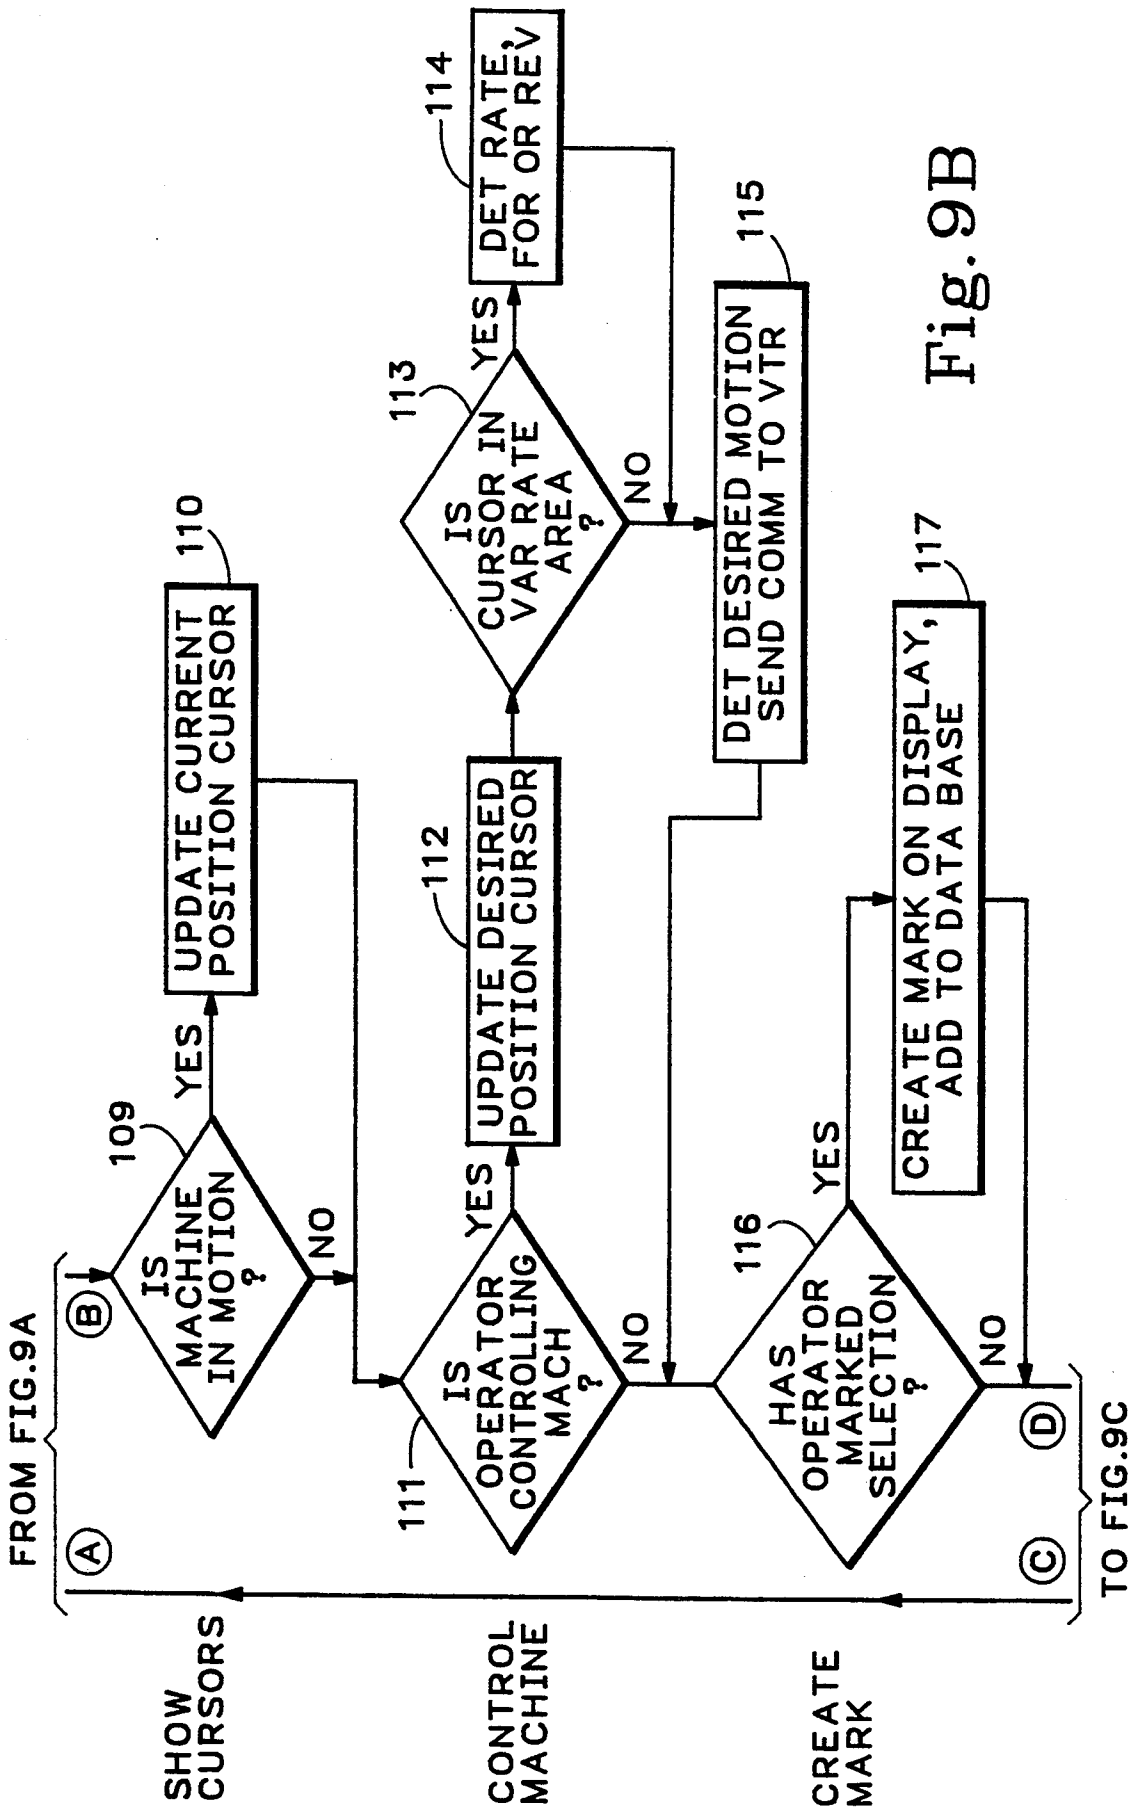 FROM FIG.9A
A
B
SHOW
CURSORS
109
IS
MACHINE
IN MOTION
?
YES
NO
110
UPDATE CURRENT
POSITION CURSOR
CONTROL
MACHINE
111
IS
OPERATOR
CONTROLLING
MACH
?
YES
NO
112
UPDATE DESIRED
POSITION CURSOR
113
IS
CURSOR IN
VAR RATE
AREA
?
YES
NO
114
DET RATE,
FOR OR REV
115
DET DESIRED MOTION
SEND COMM TO VTR
CREATE
MARK
116
HAS
OPERATOR
MARKED
SELECTION
?
YES
NO
117
CREATE MARK ON DISPLAY,
ADD TO DATA BASE
C
D
TO FIG.9C
Fig. 9B